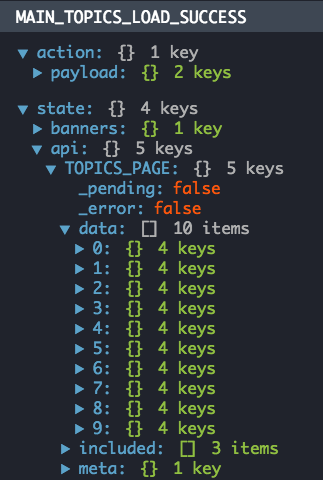 MAIN_TOPICS_LOAD_SUCCESS
▼ action: {} 1 key
▶ payload: {} 2 keys
▼ state: {} 4 keys
▶ banners: {} 1 key
▼ api: {} 5 keys
▼ TOPICS_PAGE: {} 5 keys
_pending: false
_error: false
▼ data: [] 10 items
▶ 0: {} 4 keys
▶ 1: {} 4 keys
▶ 2: {} 4 keys
▶ 3: {} 4 keys
▶ 4: {} 4 keys
▶ 5: {} 4 keys
▶ 6: {} 4 keys
▶ 7: {} 4 keys
▶ 8: {} 4 keys
▶ 9: {} 4 keys
▶ included: [] 3 items
▶ meta: {} 1 key